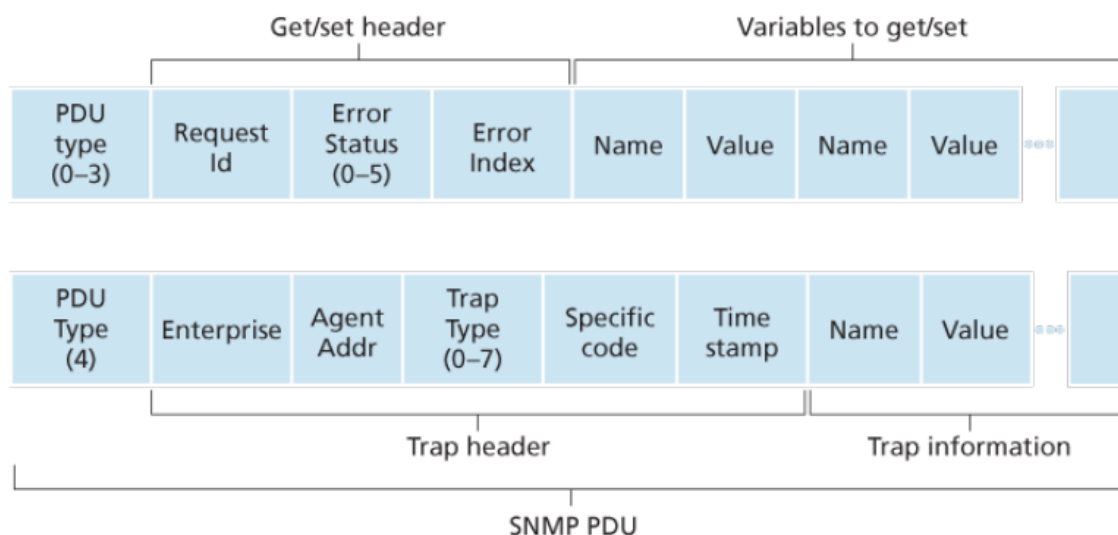 Get/set header
Variables to get/set
PDU
type
(0–3)
Request
Id
Error
Status
(0–5)
Error
Index
Name
Value
Name
Value
PDU
Type
(4)
Enterprise
Agent
Addr
Trap
Type
(0–7)
Specific
code
Time
stamp
Name
Value
Trap header
Trap information
SNMP PDU